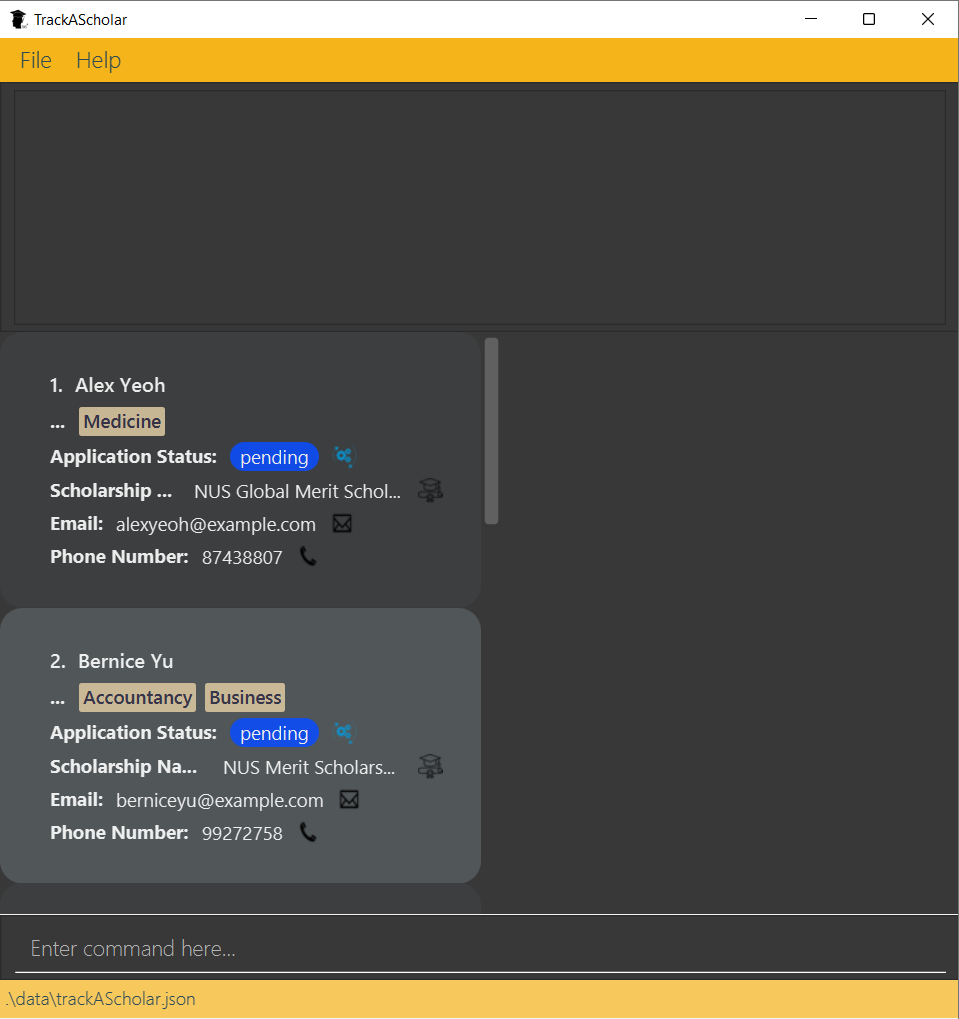 TrackAScholar
File Help
1. Alex Yeoh
... Medicine
Application Status: pending
Scholarship ... NUS Global Merit Schol...
Email: alexyeoh@example.com
Phone Number: 87438807
2. Bernice Yu
... Accountancy Business
Application Status: pending
Scholarship Na... NUS Merit Scholars...
Email: berniceyu@example.com
Phone Number: 99272758
Enter command here...
.\data\trackAScholar.json